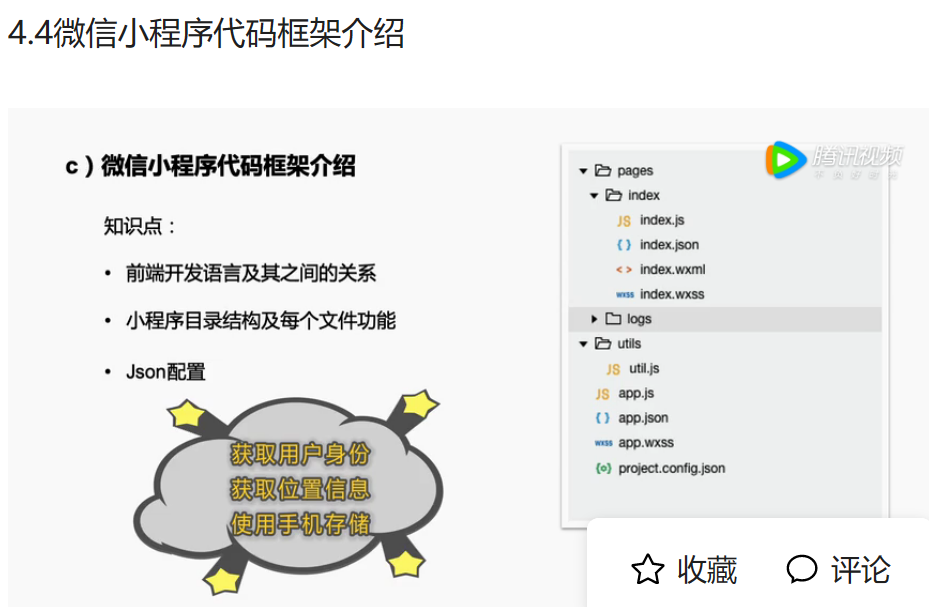 4.4微信小程序代码框架介绍
c）微信小程序代码框架介绍
知识点：
• 前端开发语言及其之间的关系
• 小程序目录结构及每个文件功能
• Json配置
获取用户身份
获取位置信息
使用手机存储
腾讯视频
不负好时光
pages
index
JS index.js
{ } index.json
< > index.wxml
wxss index.wxss
logs
utils
JS util.js
JS app.js
{ } app.json
wxss app.wxss
{o} project.config.json
收藏
评论